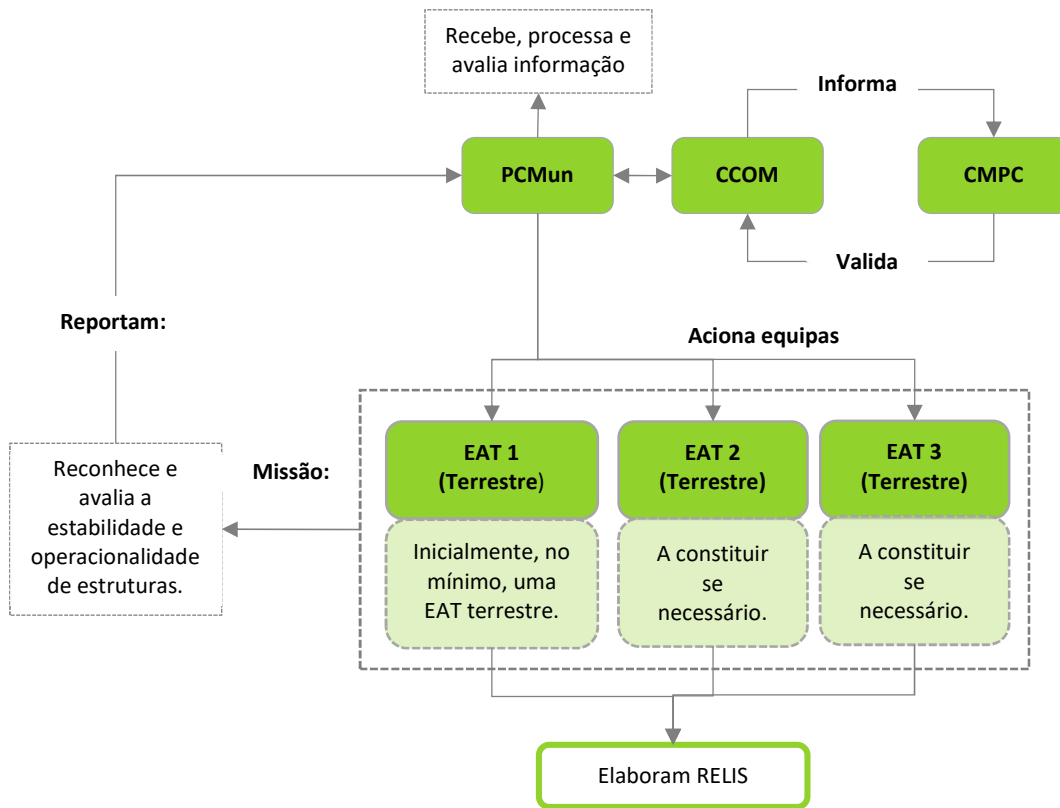 Recebe, processa e
avalia informação
Informa
PCMun
CCOM
CMPC
Valida
Reportam:
Aciona equipas
EAT 1
(Terrestre)
EAT 2
(Terrestre)
EAT 3
(Terrestre)
Missão:
Reconhece e
avalia a
estabilidade e
operacionalidade
de estruturas.
Inicialmente, no
mínimo, uma
EAT terrestre.
A constituir
se
necessário.
A constituir
se
necessário.
Elaboram RELIS